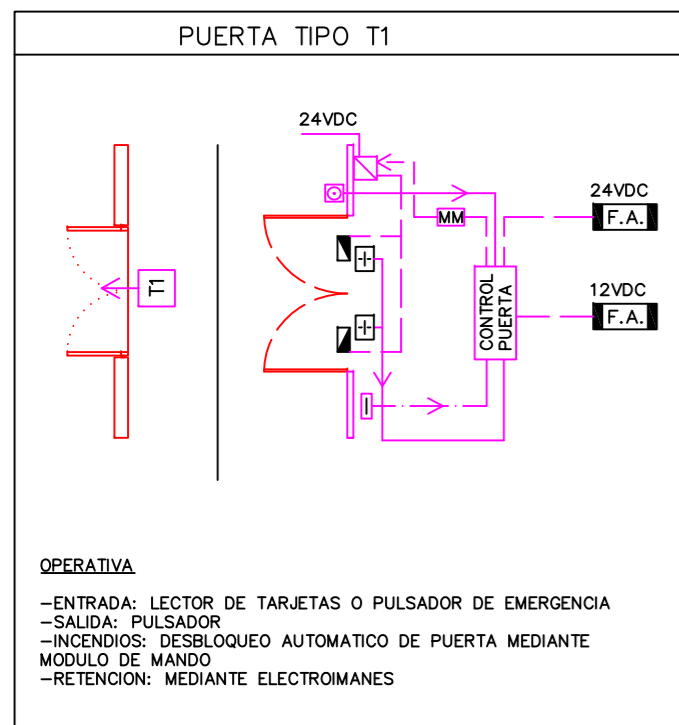 PUERTA TIPO T1
24VDC
24VDC
MM
F.A.
T1
CONTROL
PUERTA
12VDC
F.A.
OPERATIVA
-ENTRADA: LECTOR DE TARJETAS O PULSADOR DE EMERGENCIA
-SALIDA: PULSADOR
-INCENDIOS: DESBLOQUEO AUTOMATICO DE PUERTA MEDIANTE
MODULO DE MANDO
-RETENCION: MEDIANTE ELECTROIMANES